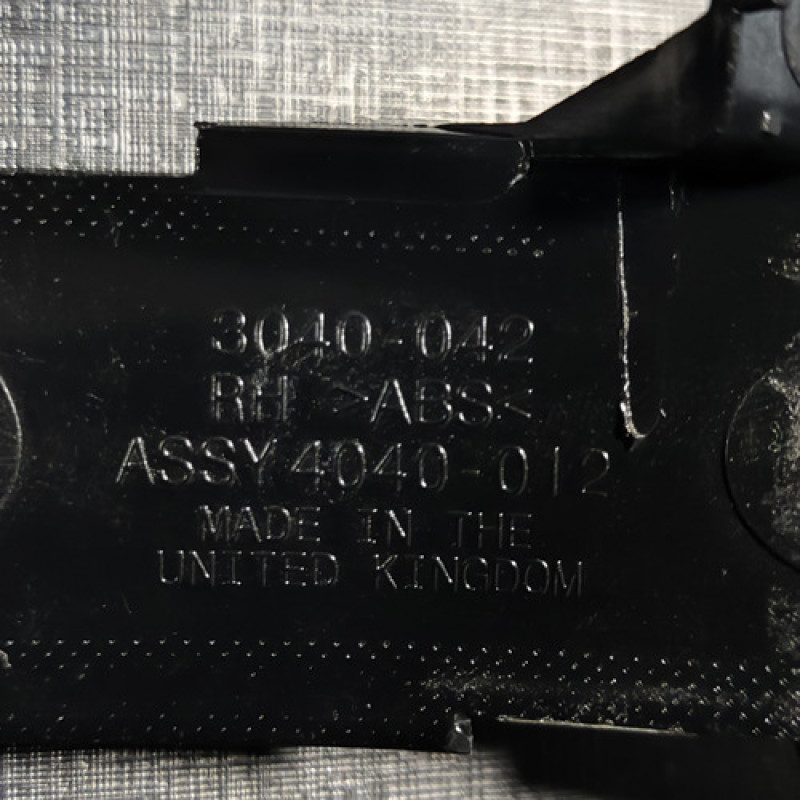 3040-042
RH >ABS<
ASSY 4040-012
MADE IN THE
UNITED KINGDOM